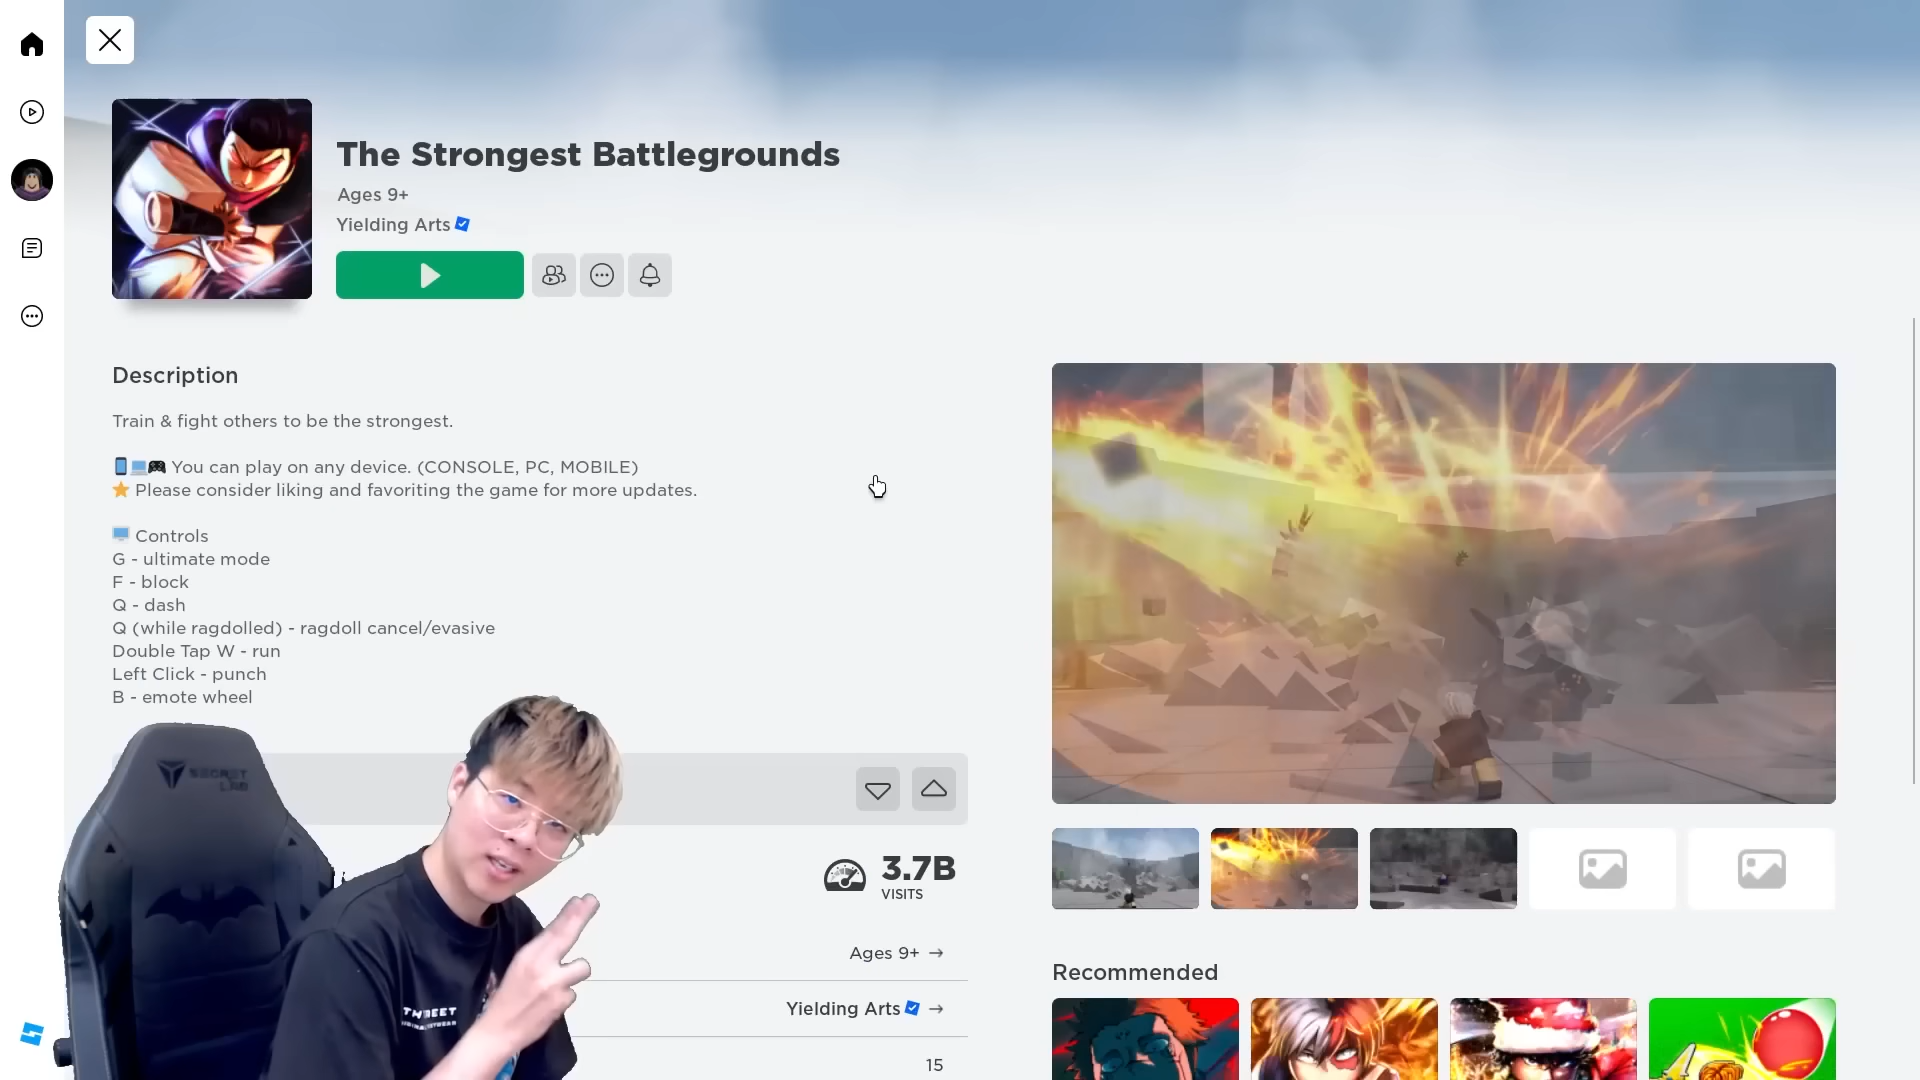 The Strongest Battlegrounds
Ages 9+
Yielding Arts
Description
Train & fight others to be the strongest.
You can play on any device. (CONSOLE, PC, MOBILE)
Please consider liking and favoriting the game for more updates.
Controls
G - ultimate mode
F - block
Q - dash
Q (while ragdolled) - ragdoll cancel/evasive
Double Tap W - run
Left Click - punch
B - emote wheel
SECRET
LAB
3.7B
VISITS
Ages 9+
Yielding Arts
15
Recommended